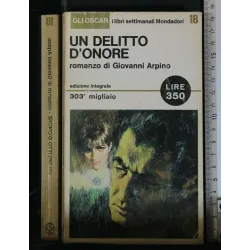 GLI OSCAR i libri settimanali Mondadori 18
UN DELITTO
D'ONORE
romanzo di Giovanni Arpino
edizione integrale
303° migliaio
LIRE
350